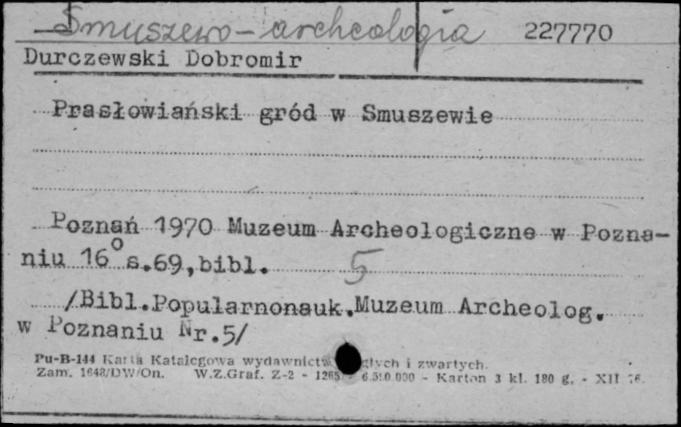 Smuszewo - archeologia 227770
Durczewski Dobromir
Prasłowiański gród w Smuszewie
Poznań 1970 Muzeum Archeologiczne w Pozna-
niu 16° s.69,bibl. 5
/Bibl.Popularnonauk.Muzeum Archeolog.
w Poznaniu Nr.5/
Pu-B-144 Karta Katalogowa wydawnictw i zwartych.
Zam. 1648/DW/On. W.Z.Graf. Z-2 - 1265 - 6.500.000 - Karton 3 kl. 180 g. - XII 76.